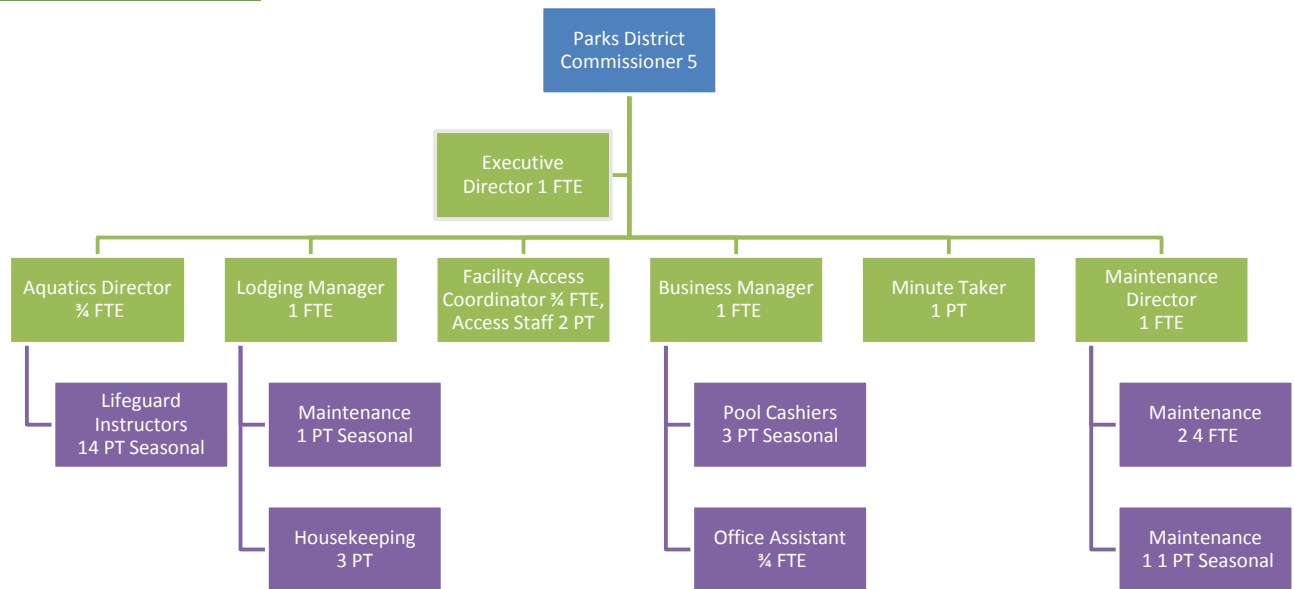 Parks District
Commissioner 5
Executive
Director 1 FTE
Aquatics Director
¾ FTE
Lodging Manager
1 FTE
Facility Access
Coordinator ¾ FTE,
Access Staff 2 PT
Business Manager
1 FTE
Minute Taker
1 PT
Maintenance
Director
1 FTE
Lifeguard
Instructors
14 PT Seasonal
Maintenance
1 PT Seasonal
Pool Cashiers
3 PT Seasonal
Maintenance
2 4 FTE
Housekeeping
3 PT
Office Assistant
¾ FTE
Maintenance
1 1 PT Seasonal